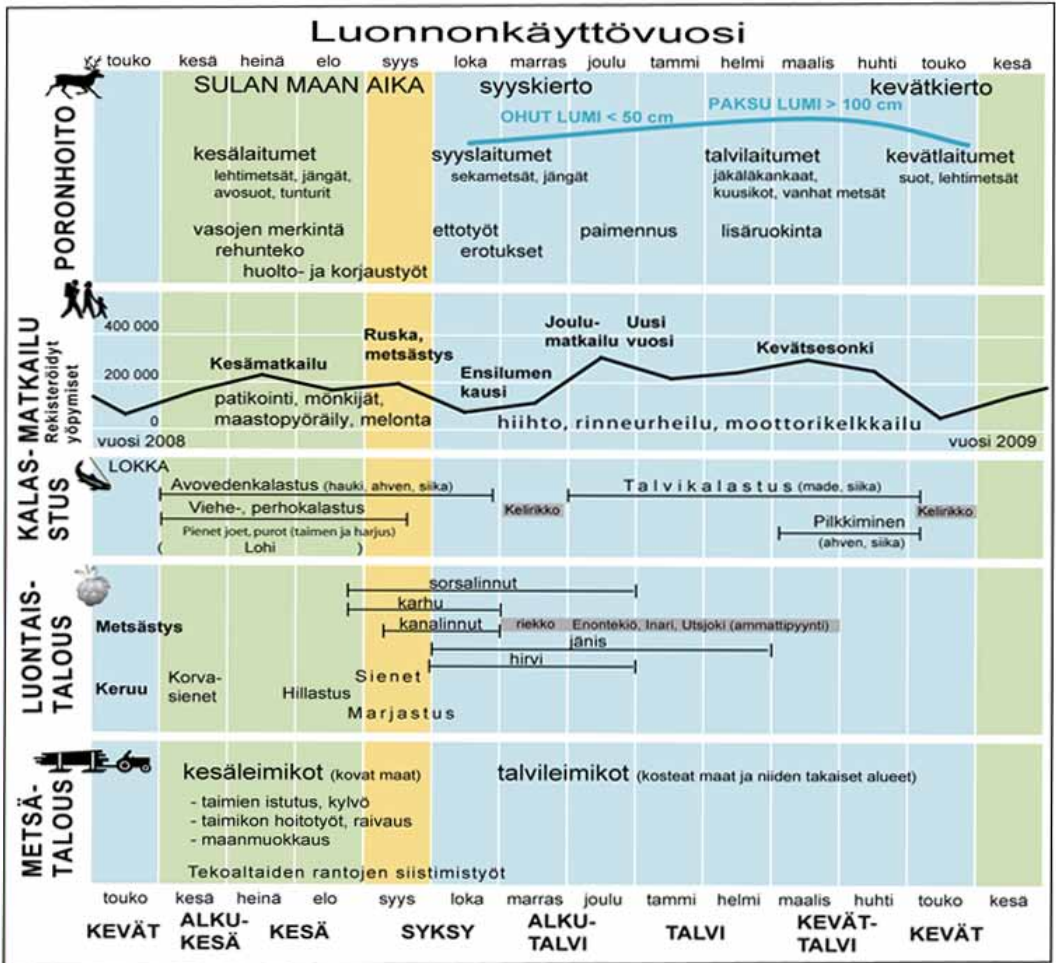 Luonnonkäyttövuosi
touko kesä heinä elo syys loka marras joulu tammi helmi maalis huhti touko kesä
PORONHOITO
SULAN MAAN AIKA syyskierto kevätkierto
OHUT LUMI < 50 cm PAKSU LUMI > 100 cm
kesälaitumet
lehtimetsät, jängät,
avosuot, tunturit
syyslaitumet
sekametsät, jängät
talvilaitumet
jäkäläkankaat,
kuusikot, vanhat metsät
kevätlaitumet
suot, lehtimetsät
vasojen merkintä
rehunteko
huolto- ja korjaustyöt
ettotyöt
erotukset
paimennus
lisäruokinta
MATKAILU
Rekisteröidyt
yöpymiset
400 000
200 000
0
vuosi 2008
Kesämatkailu
patikointi, mönkijät,
maastopyöräily, melonta
Ruska,
metsästys
Ensilumen
kausi
Joulu-
matkailu
Uusi
vuosi
Kevätsesonki
hiihto, rinneurheilu, moottorikelkkailu
vuosi 2009
KALAS-
STUS
LOKKA
Avovedenkalastus (hauki, ahven, siika)
Viehe-, perhokalastus
Pienet joet, purot (taimen ja harjus)
( Lohi )
Kelirikko
Talvikalastus (made, siika)
Pilkkiminen
(ahven, siika)
Kelirikko
LUONTAIS-
TALOUS
Metsästys
sorsalinnut
karhu
kanalinnut
riekko Enontekiö, Inari, Utsjoki (ammattipyynti)
jänis
hirvi
Keruu
Korva-
sienet
Hillastus
Sienet
Marjastus
METSÄ-
TALOUS
kesäleimikot (kovat maat)
- taimien istutus, kylvö
- taimikon hoitotyöt, raivaus
- maanmuokkaus
Tekoaltaiden rantojen siistimistyöt
talvileimikot (kosteat maat ja niiden takaiset alueet)
touko kesä heinä elo syys loka marras joulu tammi helmi maalis huhti touko kesä
KEVÄT
ALKU-
KESÄ
KESÄ
SYKSY
ALKU-
TALVI
TALVI
KEVÄT-
TALVI
KEVÄT
KESÄ